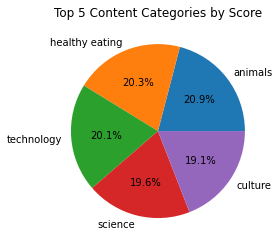 Top 5 Content Categories by Score
healthy eating
animals
20.3%
20.9%
technology
20.1%
19.6%
19.1%
culture
science